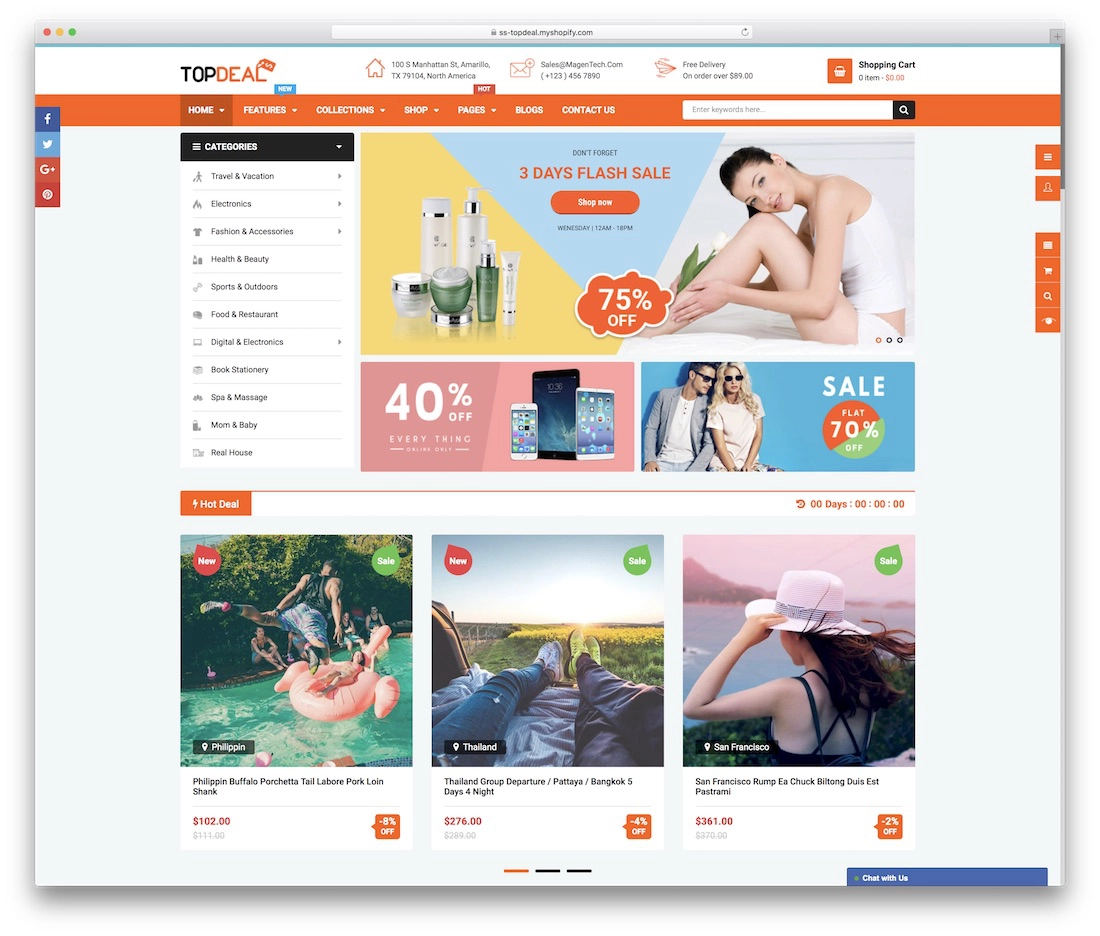 ss-topdeal.myshopify.com
TOPDEAL
100 S Manhattan St, Amarillo,
TX 79104, North America
Sales@MagenTech.Com
( +123 ) 456 7890
Free Delivery
On order over $89.00
Shopping Cart
0 item - $0.00
NEW
HOT
HOME
FEATURES
COLLECTIONS
SHOP
PAGES
BLOGS
CONTACT US
Enter keywords here...
CATEGORIES
Travel & Vacation
Electronics
Fashion & Accessories
Health & Beauty
Sports & Outdoors
Food & Restaurant
Digital & Electronics
Book Stationery
Spa & Massage
Mom & Baby
Real House
DON'T FORGET
3 DAYS FLASH SALE
Shop now
WENESDAY | 12AM - 18PM
75%
OFF
40%
OFF
EVERY THING
ONLINE ONLY
10:36
SALE
FLAT
70%
OFF
Hot Deal
00 Days : 00 : 00 : 00
New
Sale
Philippin
Philippin Buffalo Porchetta Tail Labore Pork Loin
Shank
$102.00
$111.00
-8%
OFF
New
Sale
Thailand
Thailand Group Departure / Pattaya / Bangkok 5
Days 4 Night
$276.00
$289.00
-4%
OFF
Sale
San Francisco
San Francisco Rump Ea Chuck Biltong Duis Est
Pastrami
$361.00
$370.00
-2%
OFF
Chat with Us